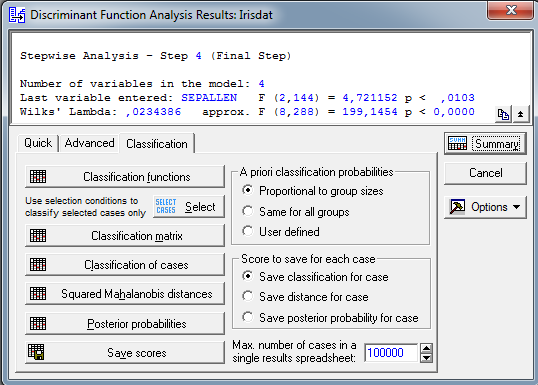 Discriminant Function Analysis Results: Irisdat
Stepwise Analysis - Step 4 (Final Step)
Number of variables in the model: 4
Last variable entered: SEPALLEN F (2,144) = 4,721152 p < ,0103
Wilks' Lambda: ,0234386 approx. F (8,288) = 199,1454 p < 0,0000
Quick Advanced Classification
Summary
Cancel
Options
Classification functions
Use selection conditions to
classify selected cases only
SELECT
CASES
Select
Classification matrix
Classification of cases
Squared Mahalanobis distances
Posterior probabilities
Save scores
A priori classification probabilities
Proportional to group sizes
Same for all groups
User defined
Score to save for each case
Save classification for case
Save distance for case
Save posterior probability for case
Max. number of cases in a
single results spreadsheet: 100000